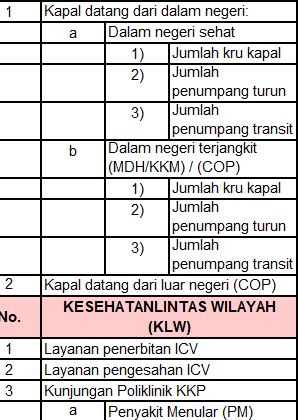 1 Kapal datang dari dalam negeri:
a Dalam negeri sehat
1) Jumlah kru kapal
2) Jumlah
penumpang turun
3) Jumlah
penumpang transit
b Dalam negeri terjangkit
(MDH/KKM) / (COP)
1) Jumlah kru kapal
2) Jumlah
penumpang turun
3) Jumlah
penumpang transit
2 Kapal datang dari luar negeri (COP)
No. KESEHATANLINTAS WILAYAH
(KLW)
1 Layanan penerbitan ICV
2 Layanan pengesahan ICV
3 Kunjungan Poliklinik KKP
a Penyakit Menular (PM)